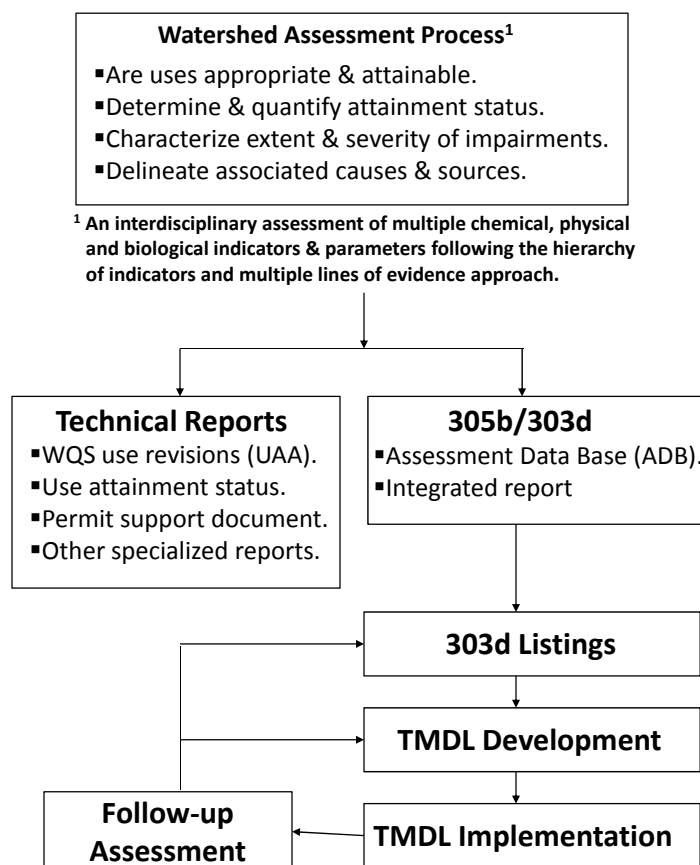 Watershed Assessment Process¹
▪Are uses appropriate & attainable.
▪Determine & quantify attainment status.
▪Characterize extent & severity of impairments.
▪Delineate associated causes & sources.
¹ An interdisciplinary assessment of multiple chemical, physical
and biological indicators & parameters following the hierarchy
of indicators and multiple lines of evidence approach.
Technical Reports
▪WQS use revisions (UAA).
▪Use attainment status.
▪Permit support document.
▪Other specialized reports.
305b/303d
▪Assessment Data Base (ADB).
▪Integrated report
303d Listings
TMDL Development
TMDL Implementation
Follow-up
Assessment